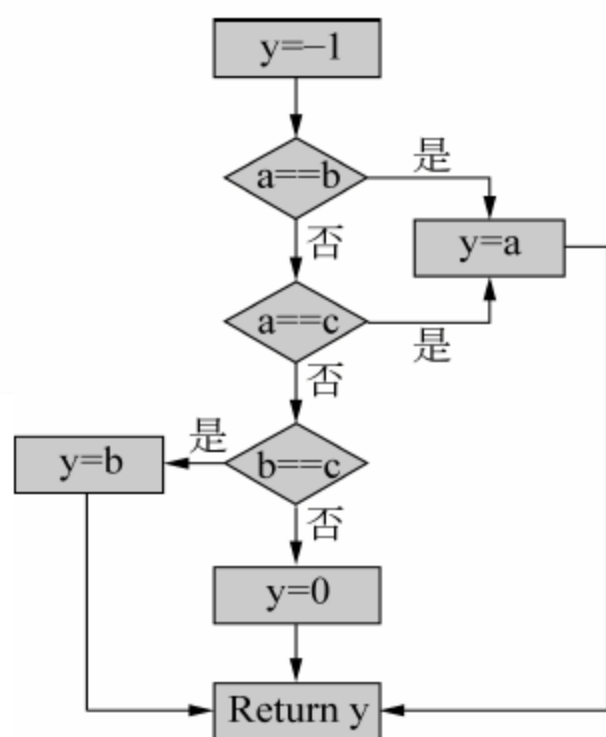 y=−1
a==b
是
否
y=a
a==c
是
否
b==c
是
y=b
否
y=0
Return y